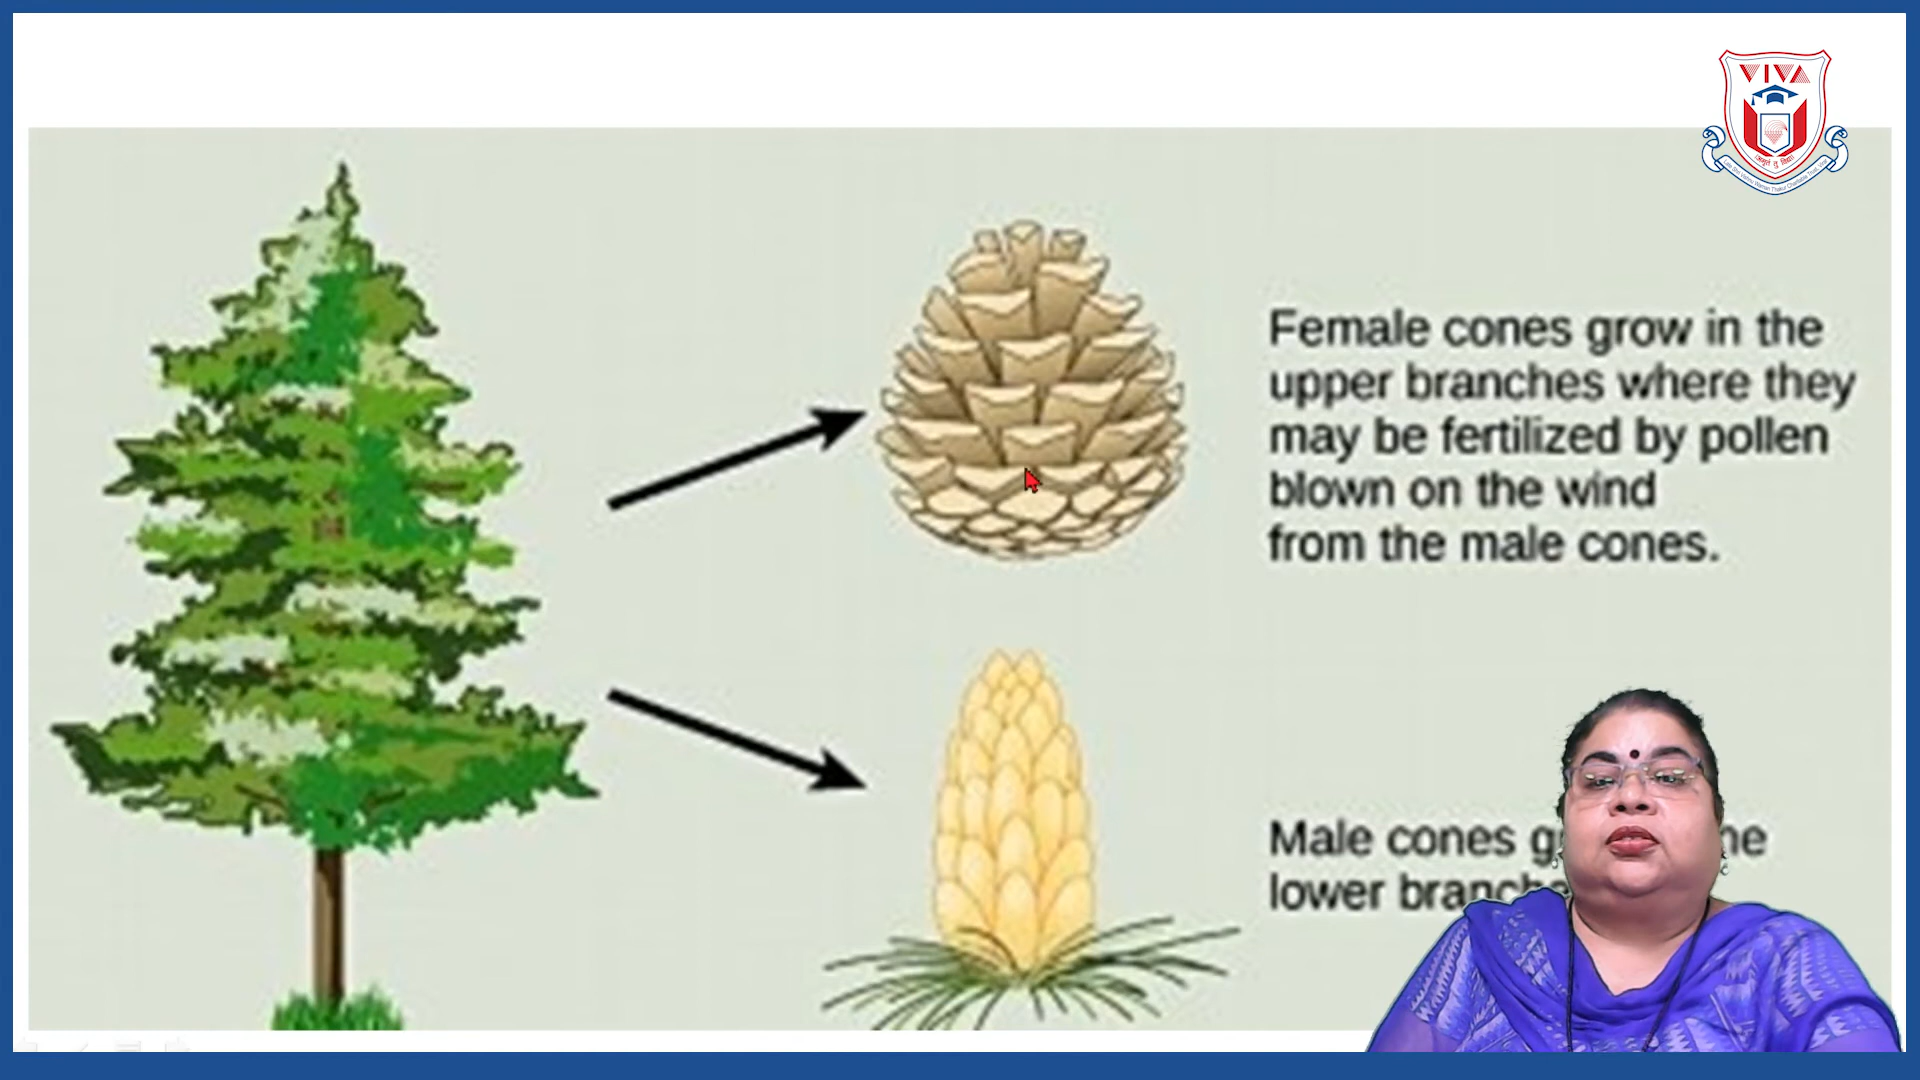 VIVA
Female cones grow in the
upper branches where they
may be fertilized by pollen
blown on the wind
from the male cones.
Male cones
lower